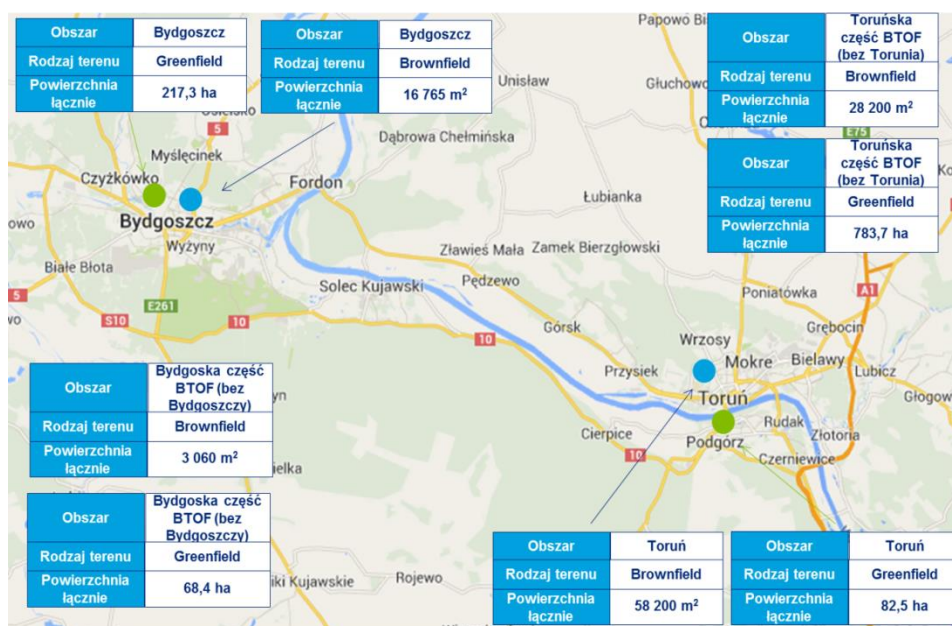 Obszar Bydgoszcz
Rodzaj terenu Greenfield
Powierzchnia łącznie 217,3 ha
Obszar Bydgoszcz
Rodzaj terenu Brownfield
Powierzchnia łącznie 16 765 m²
Obszar Toruńska część BTOF (bez Torunia)
Rodzaj terenu Brownfield
Powierzchnia łącznie 28 200 m²
Obszar Toruńska część BTOF (bez Torunia)
Rodzaj terenu Greenfield
Powierzchnia łącznie 783,7 ha
Papowo
Unisław
Głuchowo
E75
5
Dąbrowa Chełmińska
Myślęcinek
Czyżkówko
Fordon
Łubianka
Bydgoszcz
Wyżyny
Zławieś Mała
Zamek Bierzgłowski
Białe Błota
Pędzewo
Solec Kujawski
5
E261
A1
Poniatówka
S10
10
10
Górsk
Grębocin
Wrzosy
Mokre
Bielawy
Przysiek
Lubicz
Toruń
Rudak
Złotoria
Cierpice
Podgórz
10
Czerniewice
Obszar Bydgoska część BTOF (bez Bydgoszczy)
Rodzaj terenu Brownfield
Powierzchnia łącznie 3 060 m²
Obszar Bydgoska część BTOF (bez Bydgoszczy)
Rodzaj terenu Greenfield
Powierzchnia łącznie 68,4 ha
Kujawskie
Rojewo
Obszar Toruń
Rodzaj terenu Brownfield
Powierzchnia łącznie 58 200 m²
Obszar Toruń
Rodzaj terenu Greenfield
Powierzchnia łącznie 82,5 ha